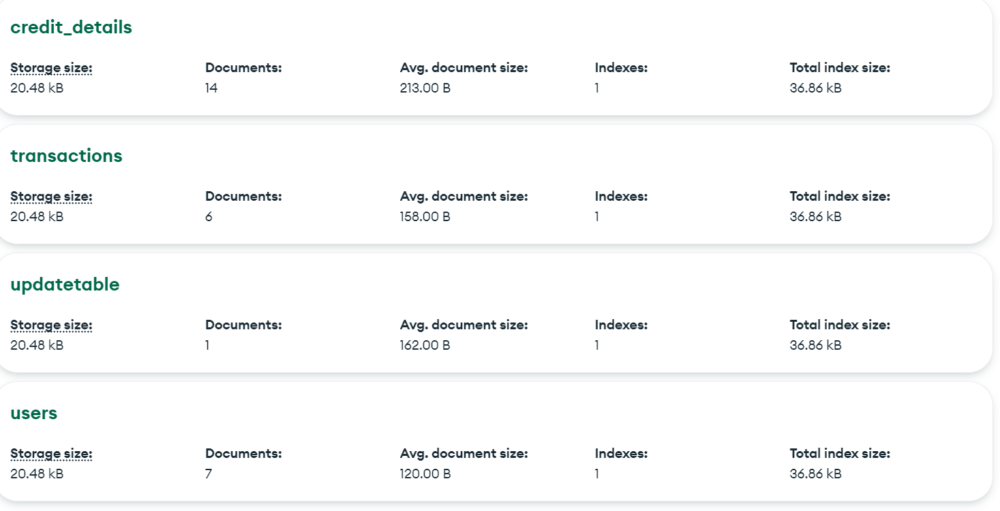 credit_details
Storage size: Documents: Avg. document size: Indexes: Total index size:
20.48 kB 14 213.00 B 1 36.86 kB
transactions
Storage size: Documents: Avg. document size: Indexes: Total index size:
20.48 kB 6 158.00 B 1 36.86 kB
updatetable
Storage size: Documents: Avg. document size: Indexes: Total index size:
20.48 kB 1 162.00 B 1 36.86 kB
users
Storage size: Documents: Avg. document size: Indexes: Total index size:
20.48 kB 7 120.00 B 1 36.86 kB